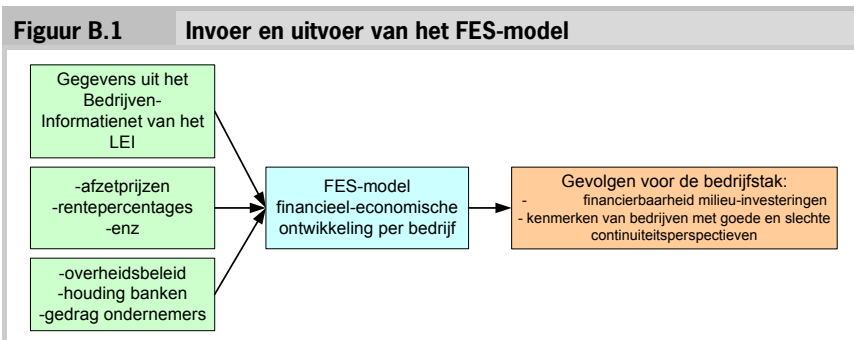 Figuur B.1 Invoer en uitvoer van het FES-model
Gegevens uit het
Bedrijven-
Informatienet van het
LEI
-afzetprijzen
-rentepercentages
-enz
-overheidsbeleid
-houding banken
-gedrag ondernemers
FES-model
financieel-economische
ontwikkeling per bedrijf
Gevolgen voor de bedrijfstak:
- financierbaarheid milieu-investeringen
- kenmerken van bedrijven met goede en slechte
continuiteitsperspectieven